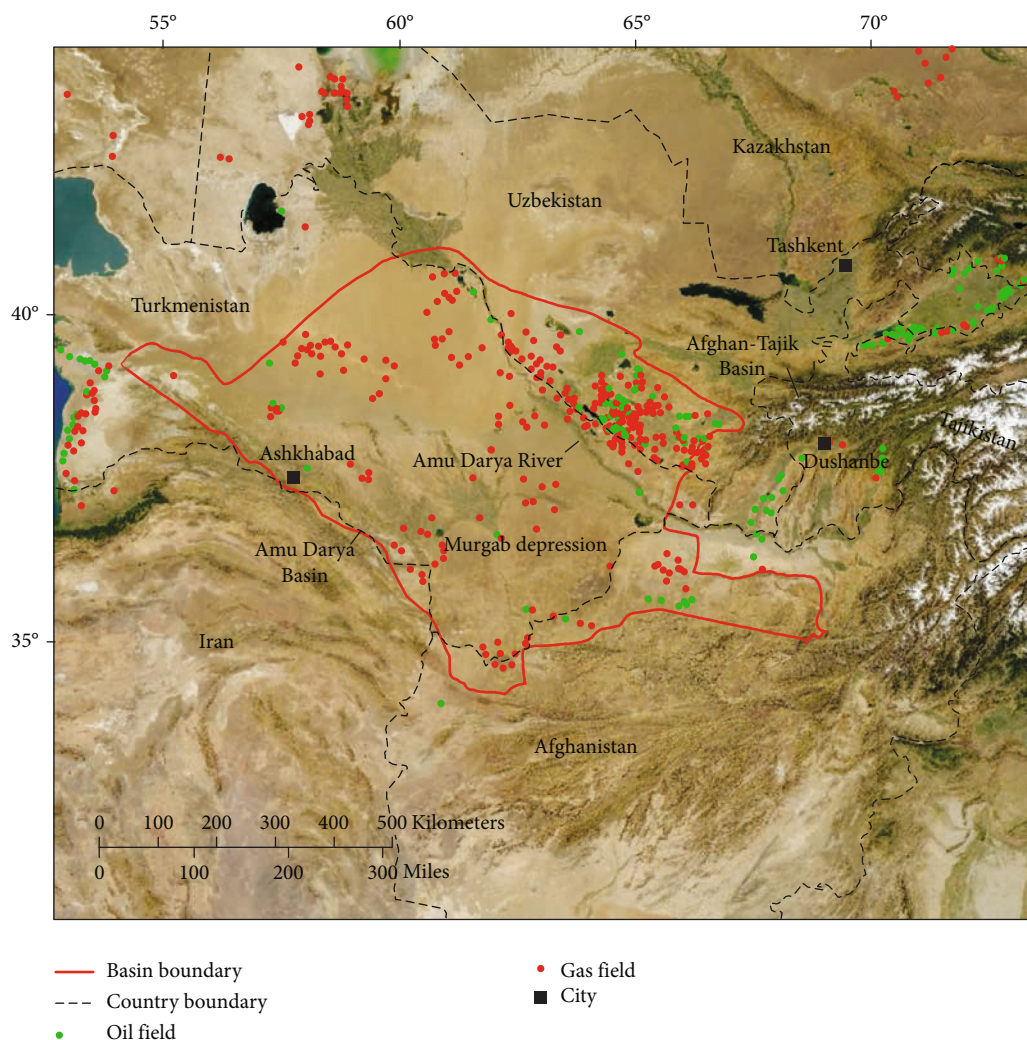 55° 60° 65° 70°
Kazakhstan
Uzbekistan
Tashkent
Turkmenistan
40°
Afghan-Tajik
Basin
Tajikistan
Ashkhabad
Amu Darya River
Dushanbe
Amu Darya
Basin
Murgab depression
35°
Iran
Afghanistan
0 100 200 300 400 500 Kilometers
0 100 200 300 Miles
Basin boundary
Country boundary
Oil field
Gas field
City